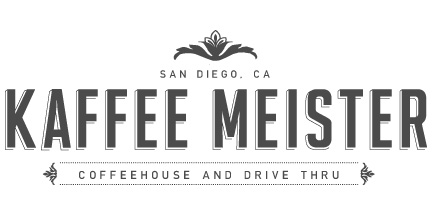 SAN DIEGO, CA
KAFFEE MEISTER
COFFEEHOUSE AND DRIVE THRU